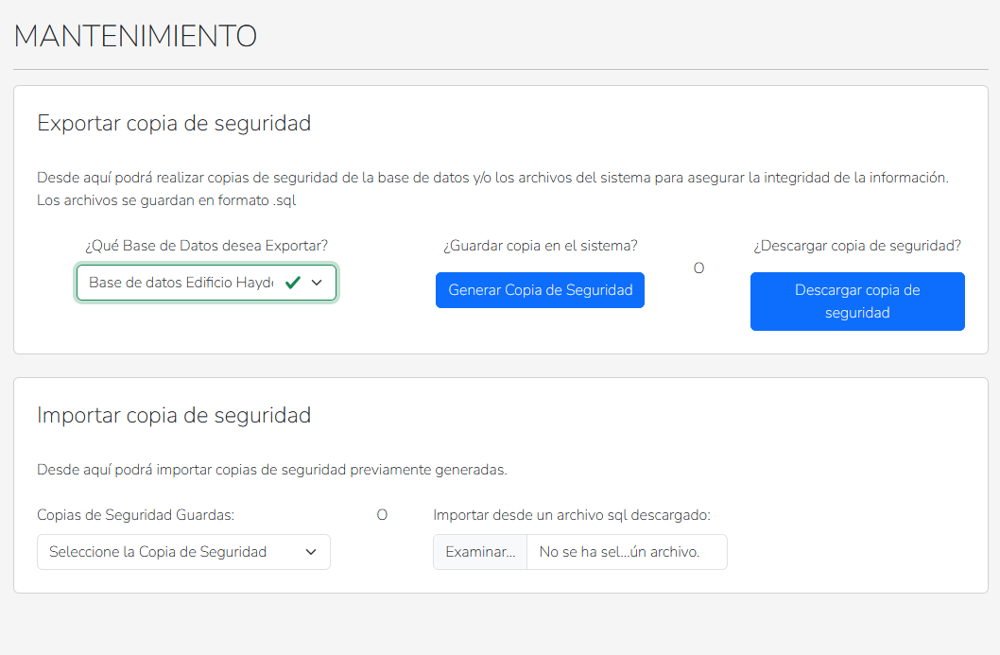 MANTENIMIENTO
Exportar copia de seguridad
Desde aquí podrá realizar copias de seguridad de la base de datos y/o los archivos del sistema para asegurar la integridad de la información.
Los archivos se guardan en formato .sql
¿Qué Base de Datos desea Exportar?
Base de datos Edificio Hayd
¿Guardar copia en el sistema?
Generar Copia de Seguridad
O
¿Descargar copia de seguridad?
Descargar copia de
seguridad
Importar copia de seguridad
Desde aquí podrá importar copias de seguridad previamente generadas.
Copias de Seguridad Guardas:
Seleccione la Copia de Seguridad
O
Importar desde un archivo sql descargado:
Examinar... No se ha sel...ún archivo.